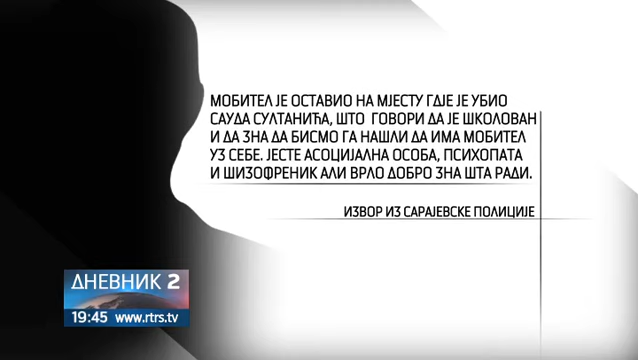 МОБИТЕЛ ЈЕ ОСТАВИО НА МЈЕСТУ ГДЈЕ ЈЕ УБИО
САУДА СУЛТАНИЋА, ШТО ГОВОРИ ДА ЈЕ ШКОЛОВАН
И ДА ЗНА ДА БИСМО ГА НАШЛИ ДА ИМА МОБИТЕЛ
УЗ СЕБЕ. ЈЕСТЕ АСОЦИЈАЛНА ОСОБА, ПСИХОПАТА
И ШИЗОФРЕНИК АЛИ ВРЛО ДОБРО ЗНА ШТА РАДИ.
ИЗВОР ИЗ САРАЈЕВСКЕ ПОЛИЦИЈЕ
ДНЕВНИК 2
19:45 www.rtrs.tv